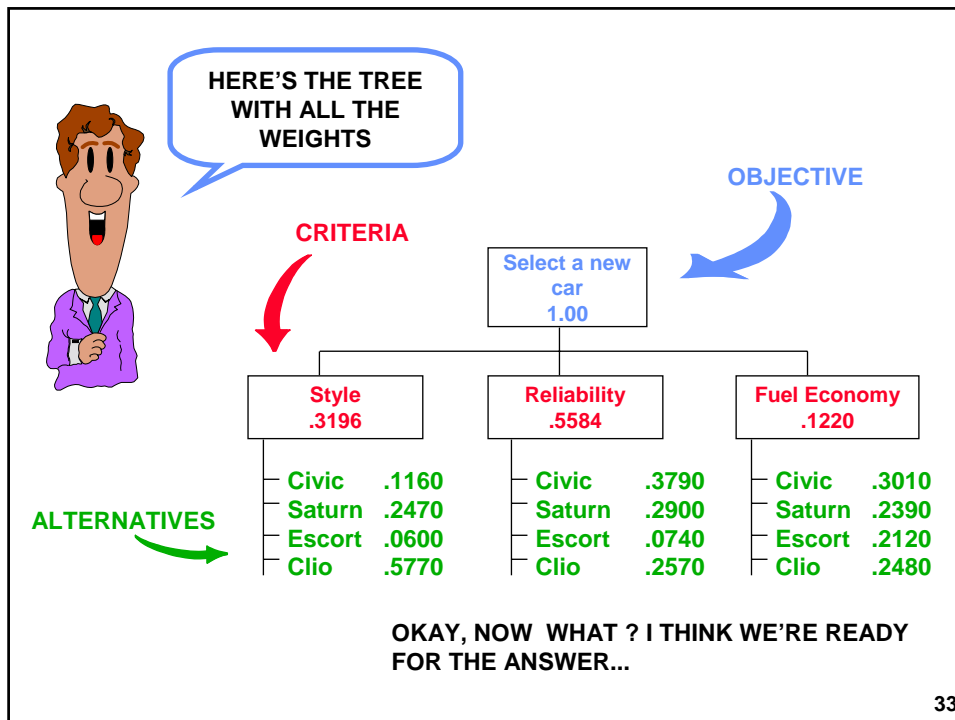 HERE'S THE TREE
WITH ALL THE
WEIGHTS
OBJECTIVE
CRITERIA
Select a new
car
1.00
Style
.3196
Reliability
.5584
Fuel Economy
.1220
ALTERNATIVES
Civic .1160
Saturn .2470
Escort .0600
Clio .5770
Civic .3790
Saturn .2900
Escort .0740
Clio .2570
Civic .3010
Saturn .2390
Escort .2120
Clio .2480
OKAY, NOW WHAT ? I THINK WE'RE READY
FOR THE ANSWER...
33